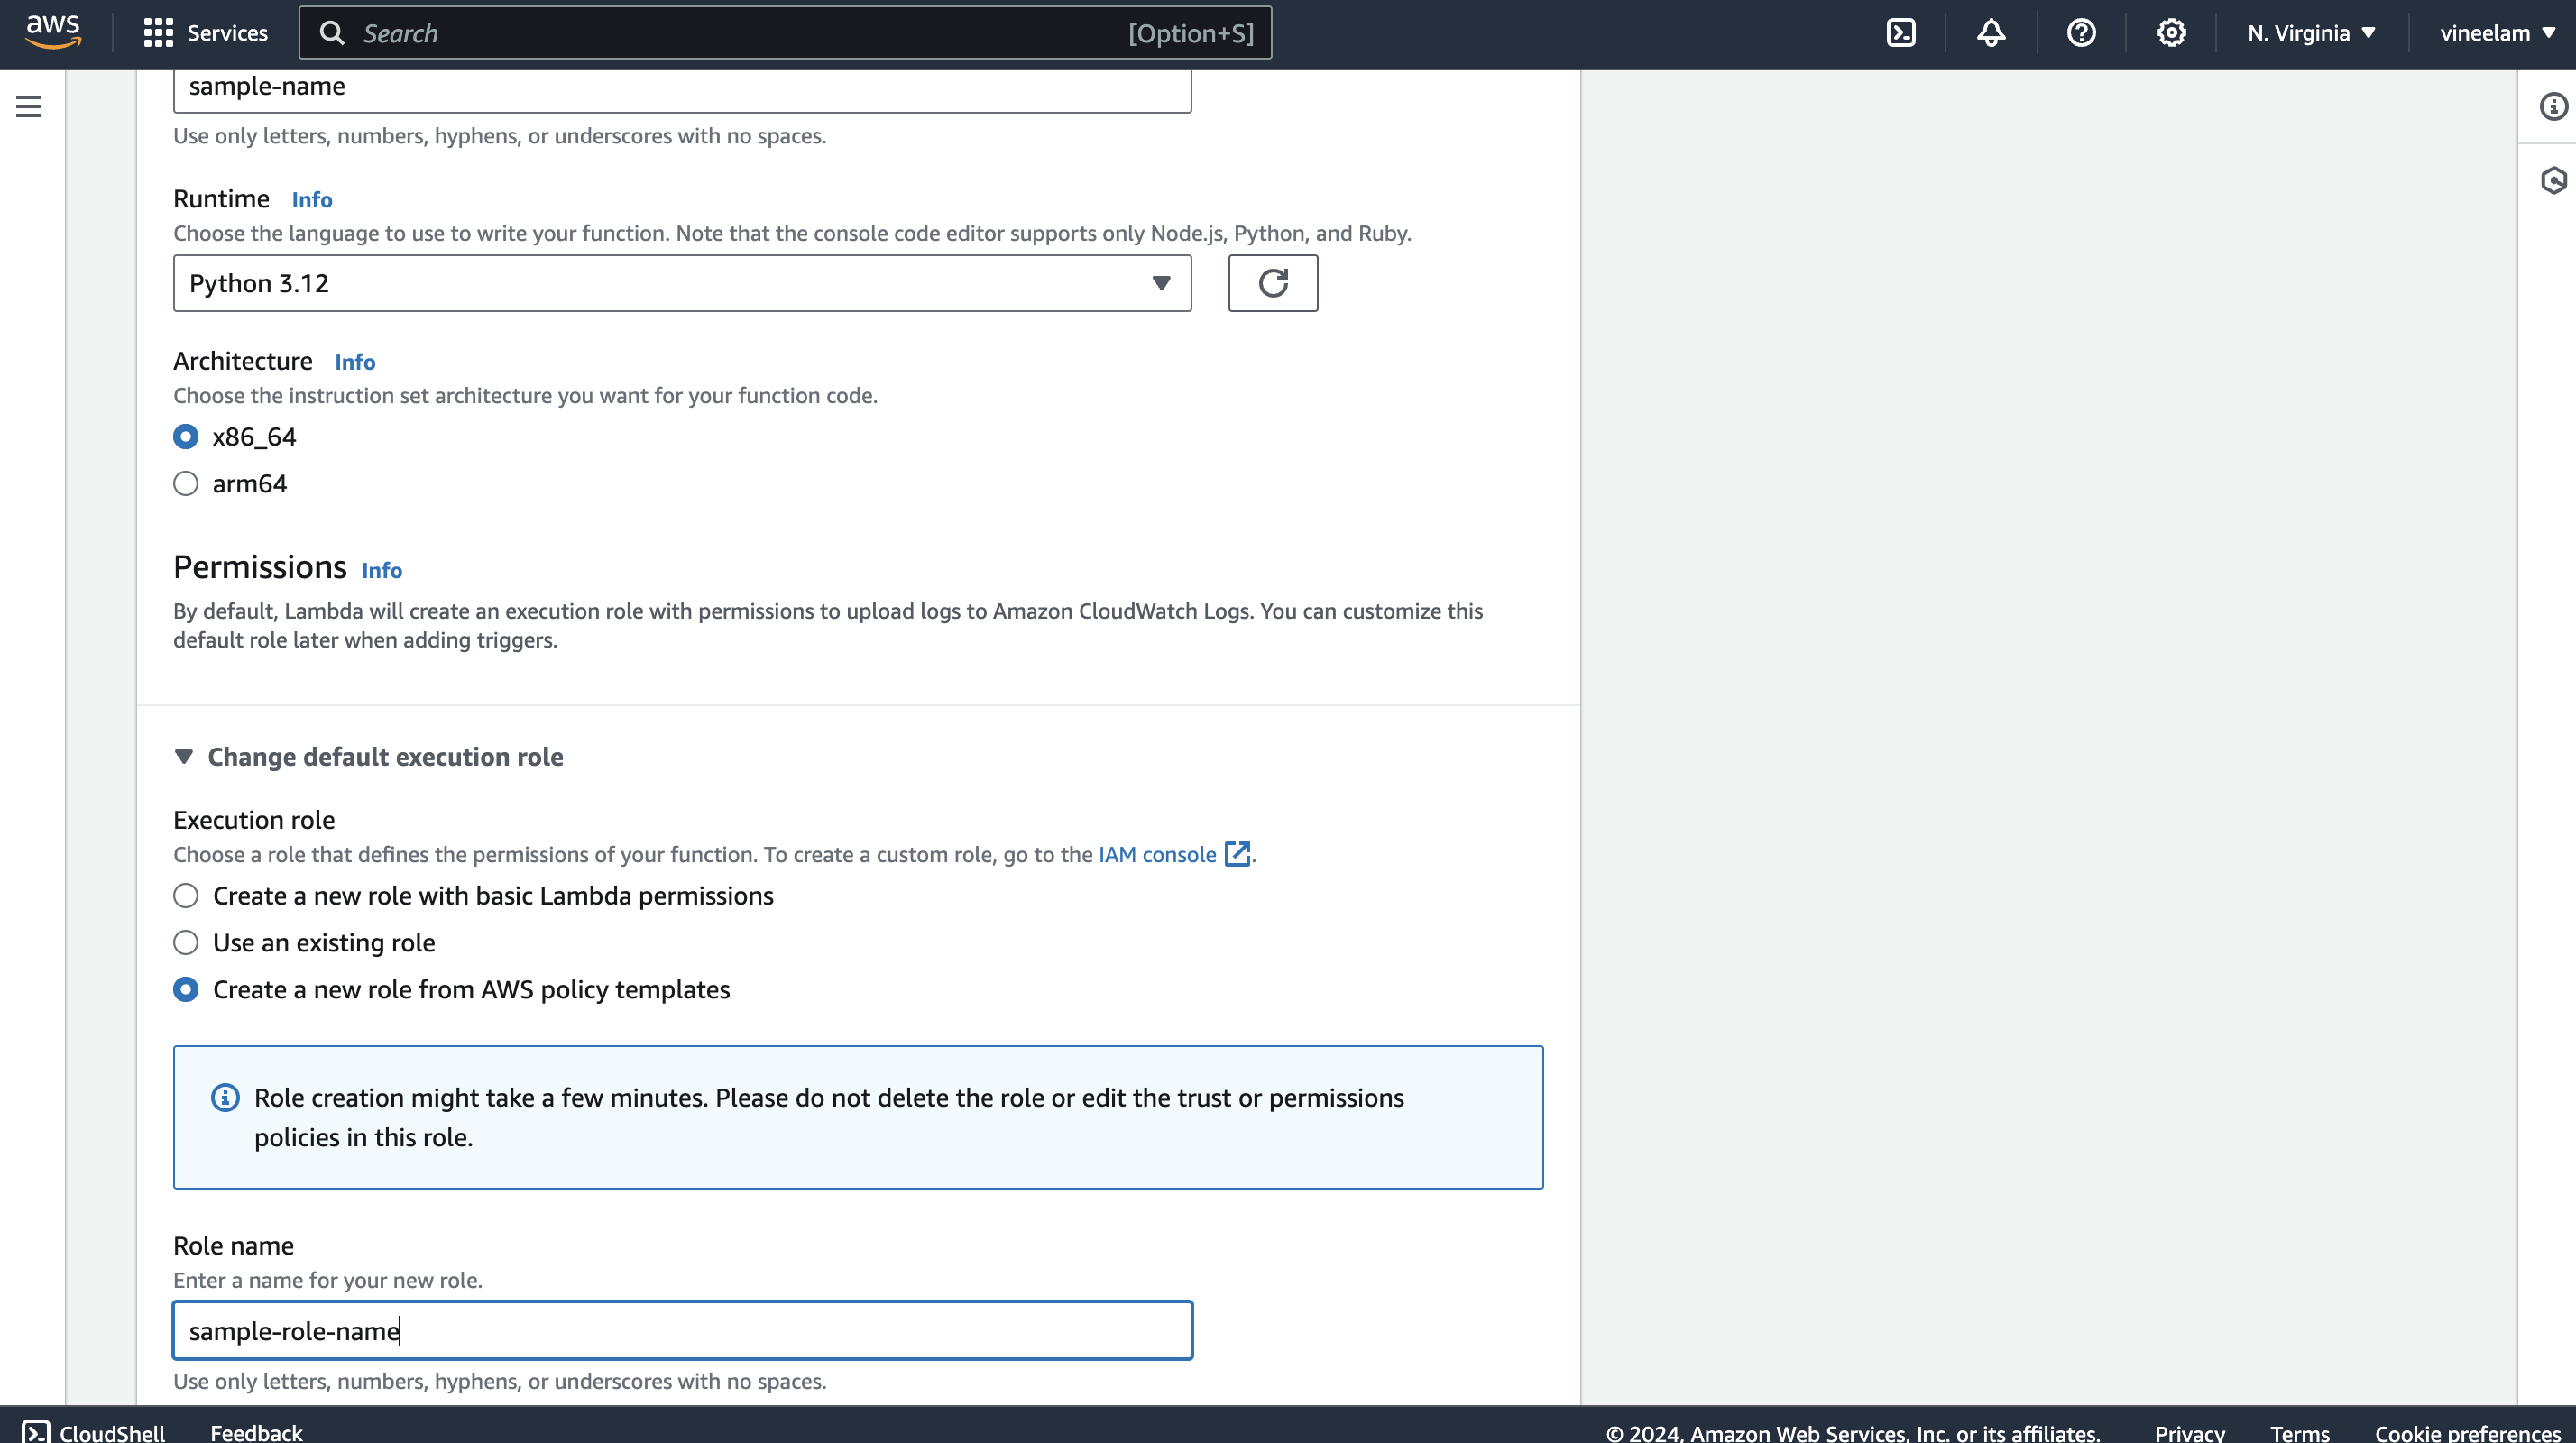 aws Services Search [Option+S] N. Virginia vineelam
sample-name
Use only letters, numbers, hyphens, or underscores with no spaces.
Runtime Info
Choose the language to use to write your function. Note that the console code editor supports only Node.js, Python, and Ruby.
Python 3.12
Architecture Info
Choose the instruction set architecture you want for your function code.
x86_64
arm64
Permissions Info
By default, Lambda will create an execution role with permissions to upload logs to Amazon CloudWatch Logs. You can customize this
default role later when adding triggers.
Change default execution role
Execution role
Choose a role that defines the permissions of your function. To create a custom role, go to the IAM console.
Create a new role with basic Lambda permissions
Use an existing role
Create a new role from AWS policy templates
Role creation might take a few minutes. Please do not delete the role or edit the trust or permissions
policies in this role.
Role name
Enter a name for your new role.
sample-role-name
Use only letters, numbers, hyphens, or underscores with no spaces.
CloudShell Feedback © 2024, Amazon Web Services, Inc. or its affiliates. Privacy Terms Cookie preferences